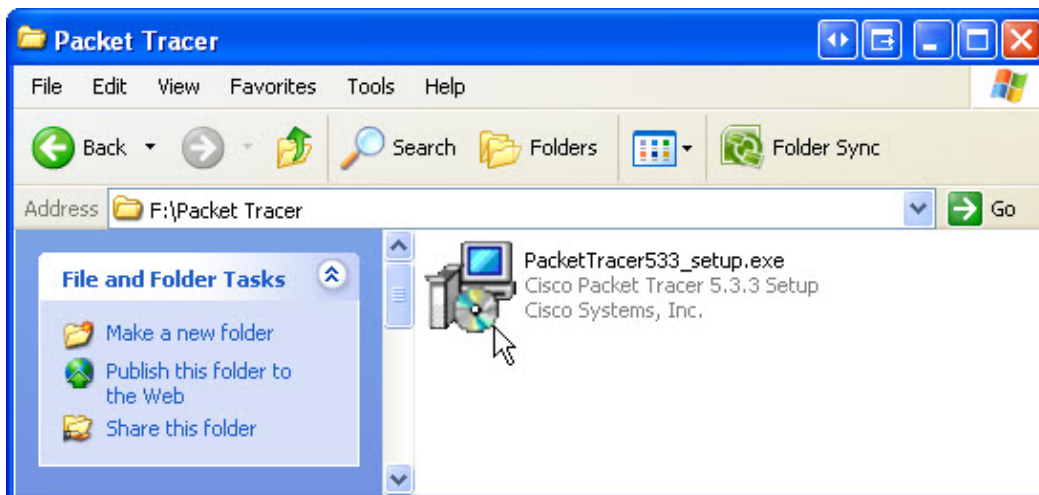 Packet Tracer
File Edit View Favorites Tools Help
Back Search Folders Folder Sync
Address F:\Packet Tracer Go
File and Folder Tasks
Make a new folder
Publish this folder to
the Web
Share this folder
PacketTracer533_setup.exe
Cisco Packet Tracer 5.3.3 Setup
Cisco Systems, Inc.